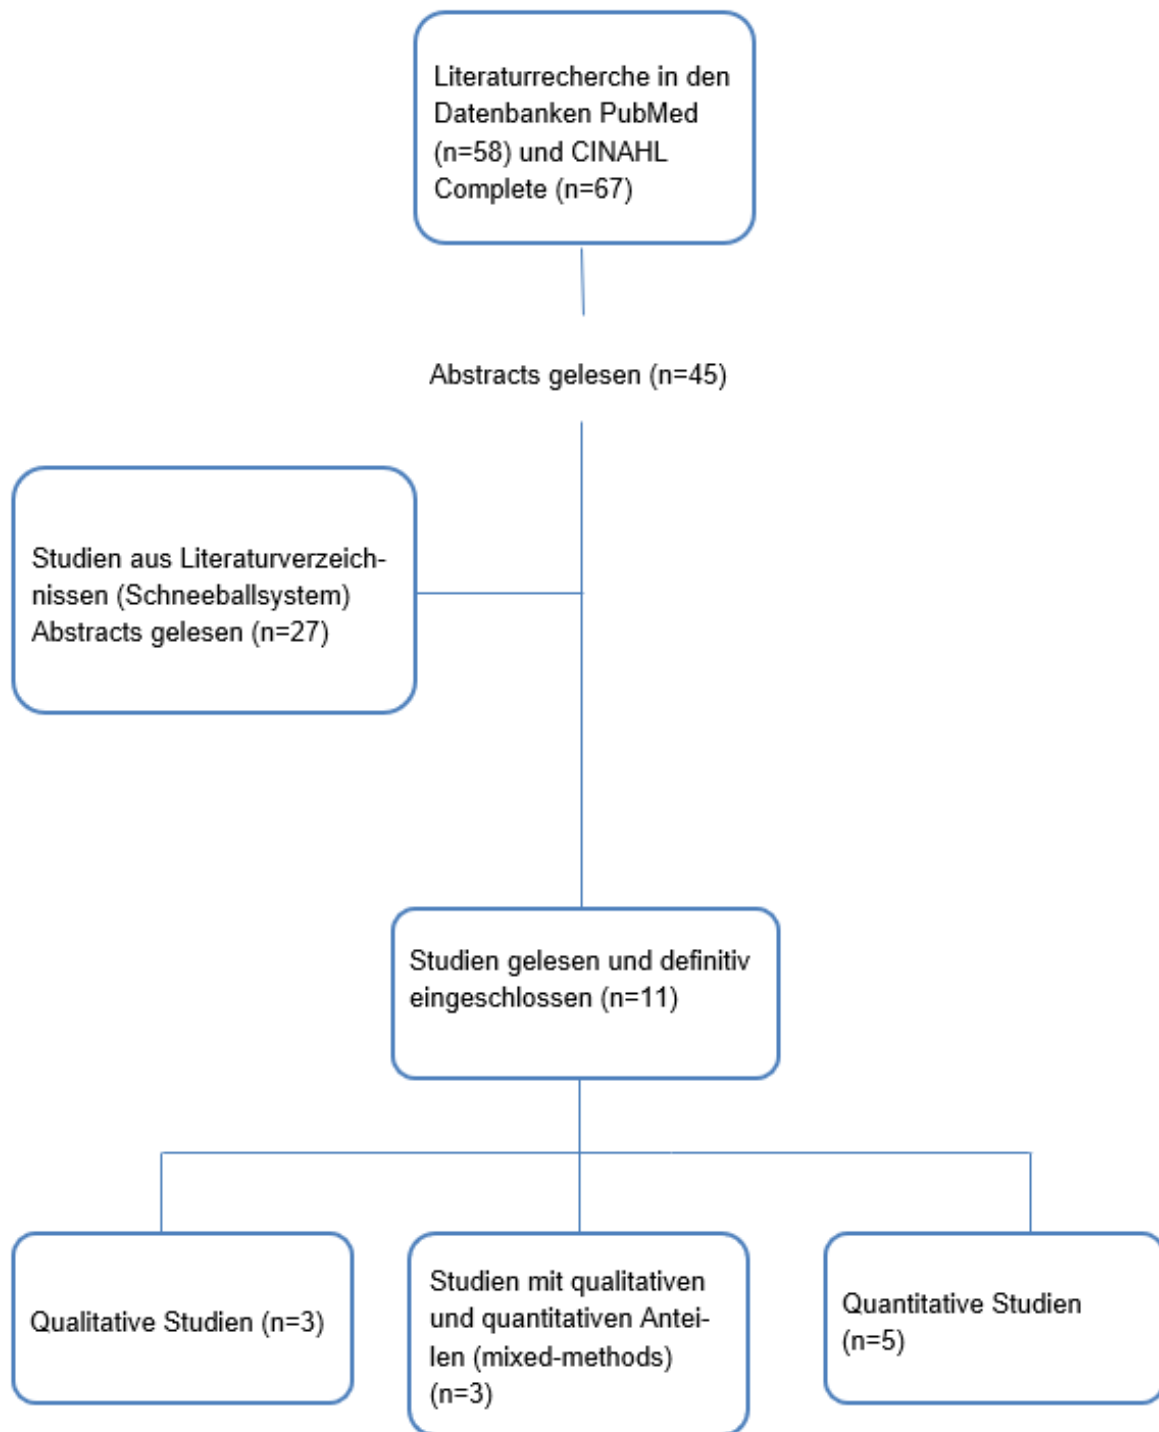 Literaturrecherche in den
Datenbanken PubMed
(n=58) und CINAHL
Complete (n=67)
Abstracts gelesen (n=45)
Studien aus Literaturverzeich-
nissen (Schneeballsystem)
Abstracts gelesen (n=27)
Studien gelesen und definitiv
eingeschlossen (n=11)
Qualitative Studien (n=3)
Studien mit qualitativen
und quantitativen Antei-
len (mixed-methods)
(n=3)
Quantitative Studien
(n=5)